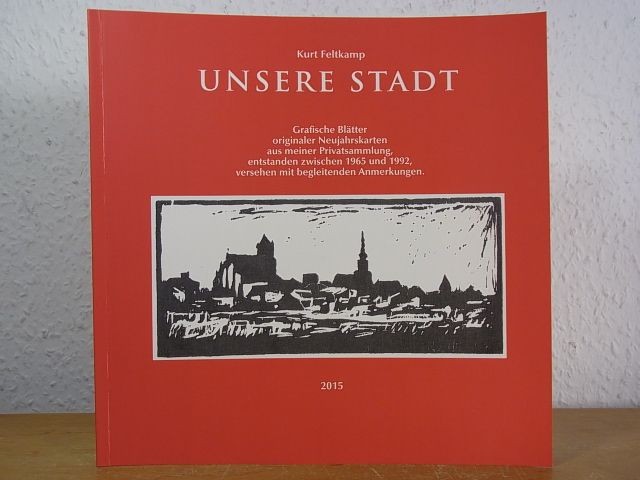 Kurt Feltkamp
UNSERE STADT
Grafische Blätter
originaler Neujahrskarten
aus meiner Privatsammlung,
entstanden zwischen 1965 und 1992,
versehen mit begleitenden Anmerkungen.
2015